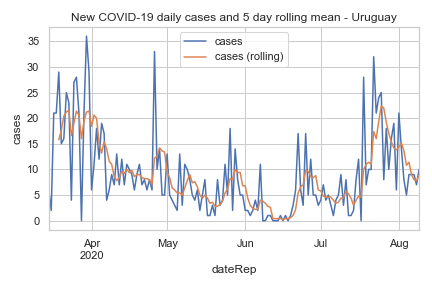 New COVID-19 daily cases and 5 day rolling mean - Uruguay
cases
cases (rolling)
35
30
25
20
15
10
5
0
cases
Apr
2020
May
Jun
Jul
Aug
dateRep